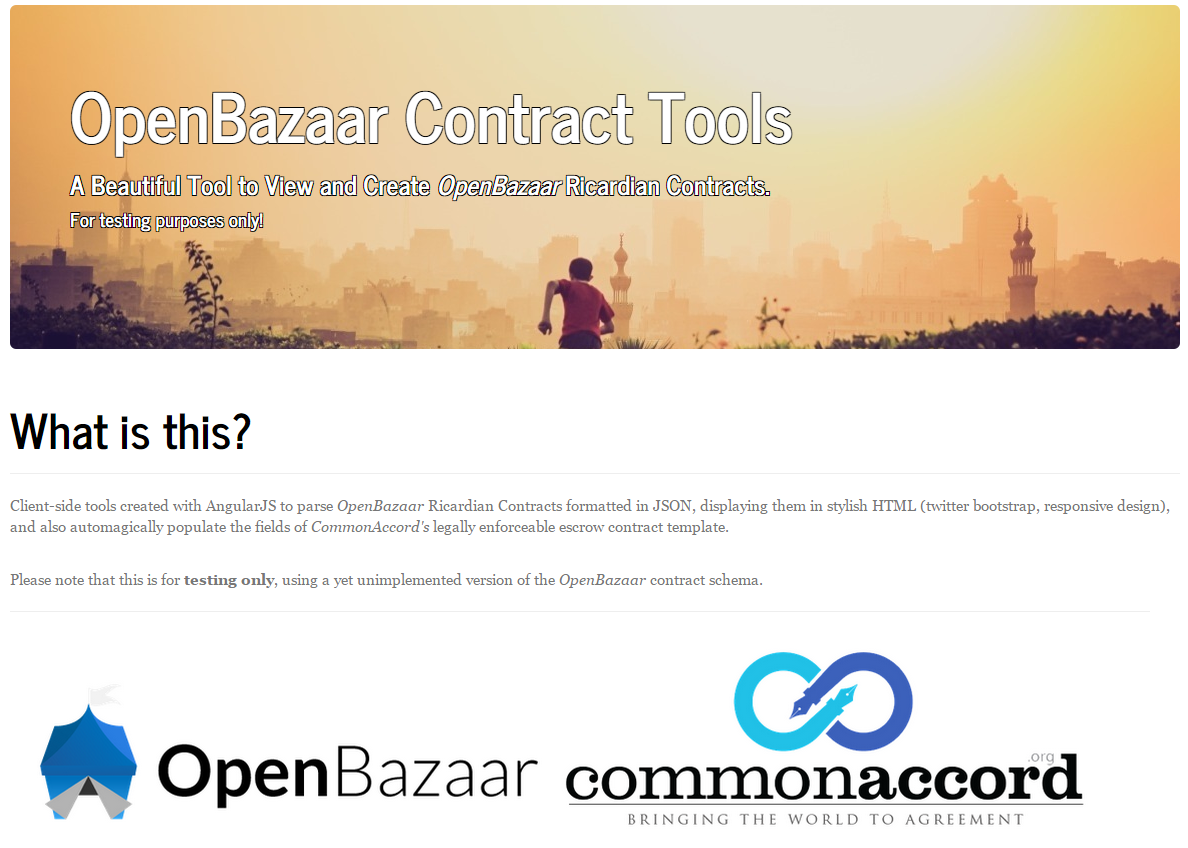 OpenBazaar Contract Tools
A Beautiful Tool to View and Create OpenBazaar Ricardian Contracts.
For testing purposes only!
What is this?
Client-side tools created with AngularJS to parse OpenBazaar Ricardian Contracts formatted in JSON, displaying them in stylish HTML (twitter bootstrap, responsive design),
and also automagically populate the fields of CommonAccord's legally enforceable escrow contract template.
Please note that this is for testing only, using a yet unimplemented version of the OpenBazaar contract schema.
OpenBazaar
.org
commonaccord
BRINGING THE WORLD TO AGREEMENT